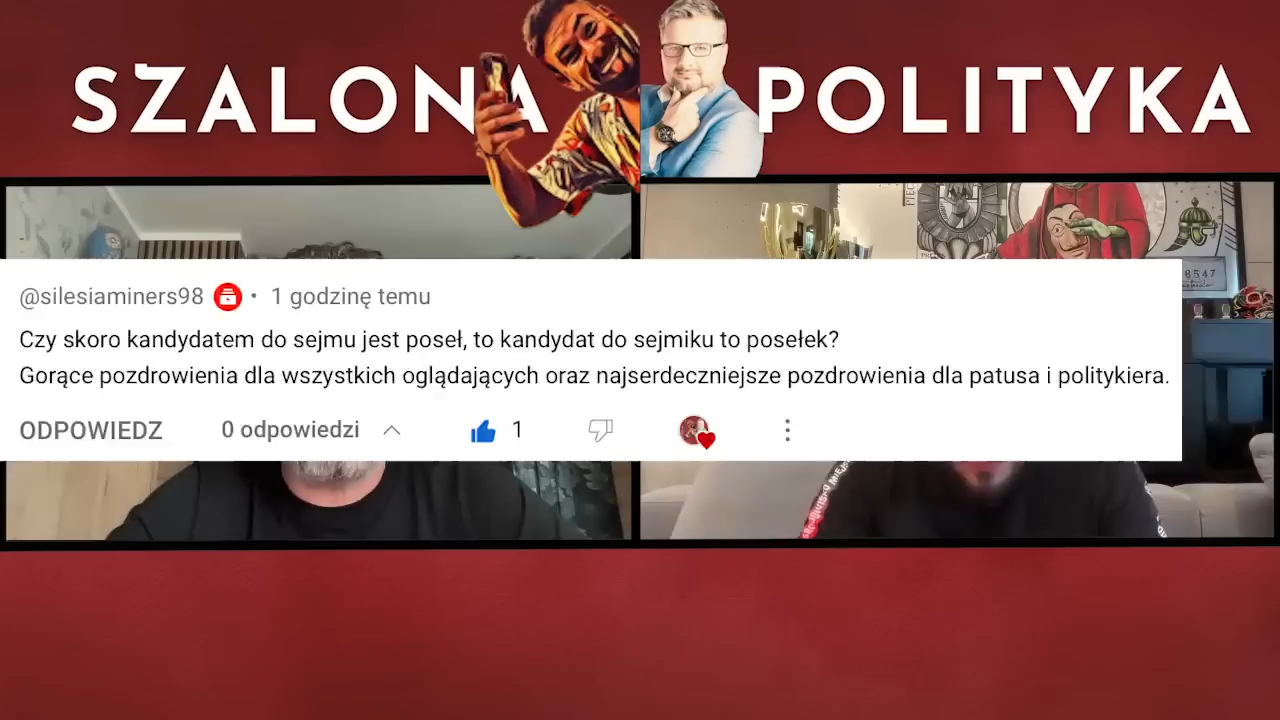 SZALONA POLITYKA
8547
@silesiaminers98 • 1 godzinę temu
Czy skoro kandydatem do sejmu jest poseł, to kandydat do sejmiku to posełek?
Gorące pozdrowienia dla wszystkich oglądających oraz najserdeczniejsze pozdrowienia dla patusa i politykiera.
ODPOWIEDZ 0 odpowiedzi 1